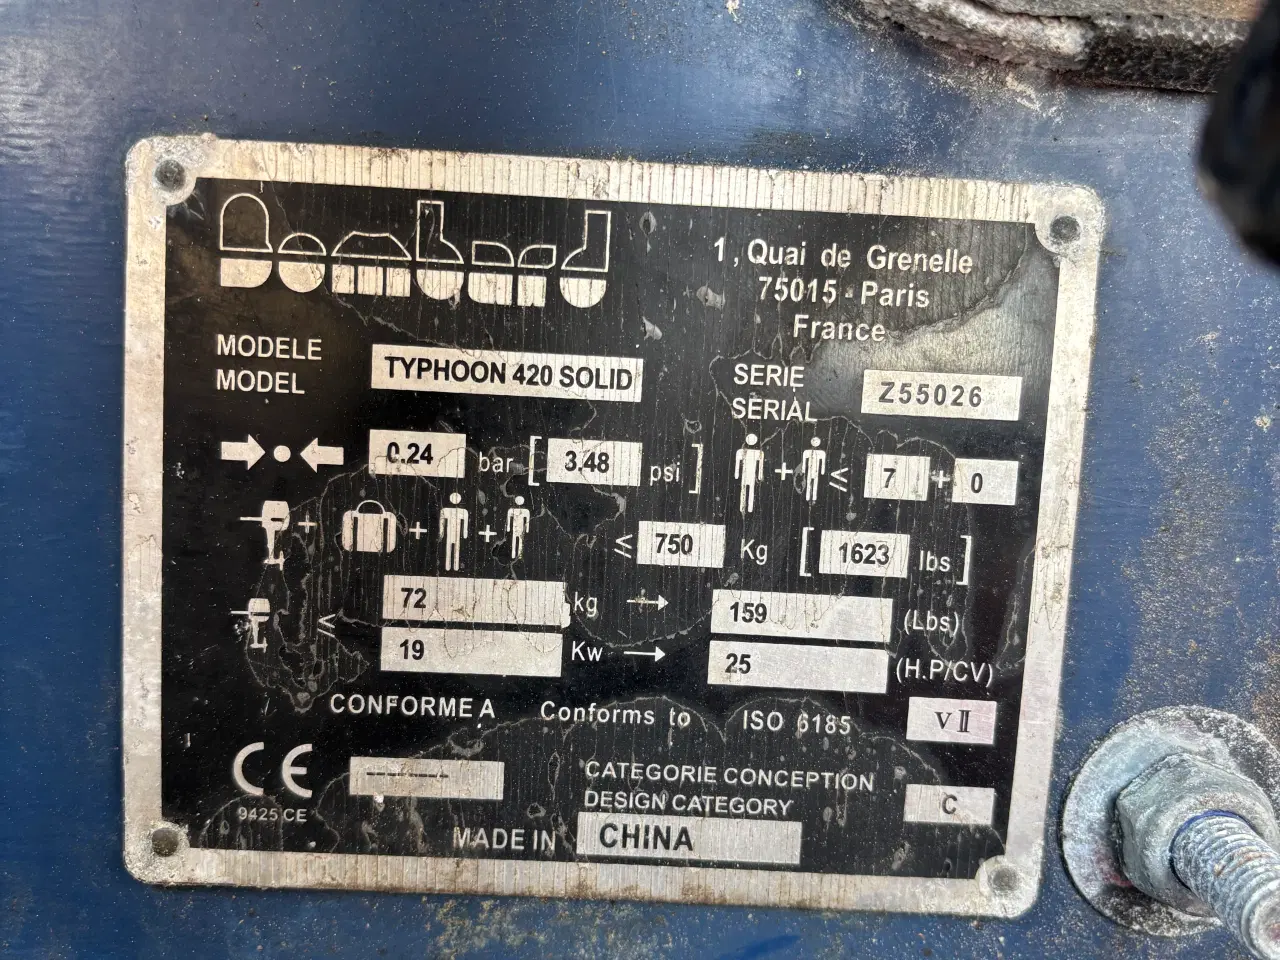 Bombard
1, Quai de Grenelle
75015 - Paris
France
MODELE
MODEL
TYPHOON 420 SOLID
SERIE
SERIAL
Z55026
0.24 bar [ 3.48 psi ]
+ ≤ 7 + 0
+ + + ≤ 750 Kg [ 1623 lbs ]
≤
72 kg → 159 (Lbs)
19 Kw → 25 (H.P/CV)
CONFORME A Conforms to ISO 6185 VII
CE
9425 CE
CATEGORIE CONCEPTION
DESIGN CATEGORY
C
MADE IN CHINA